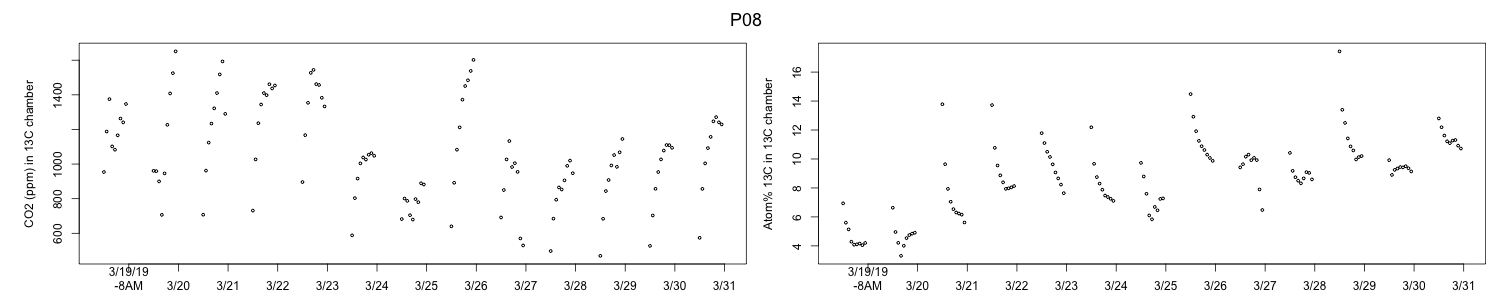 P08
CO2 (ppm) in 13C chamber
600 800 1000 1400
3/19/19
-8AM 3/20 3/21 3/22 3/23 3/24 3/25 3/26 3/27 3/28 3/29 3/30 3/31
Atom% 13C in 13C chamber
4 6 8 10 12 14 16
3/19/19
-8AM 3/20 3/21 3/22 3/23 3/24 3/25 3/26 3/27 3/28 3/29 3/30 3/31